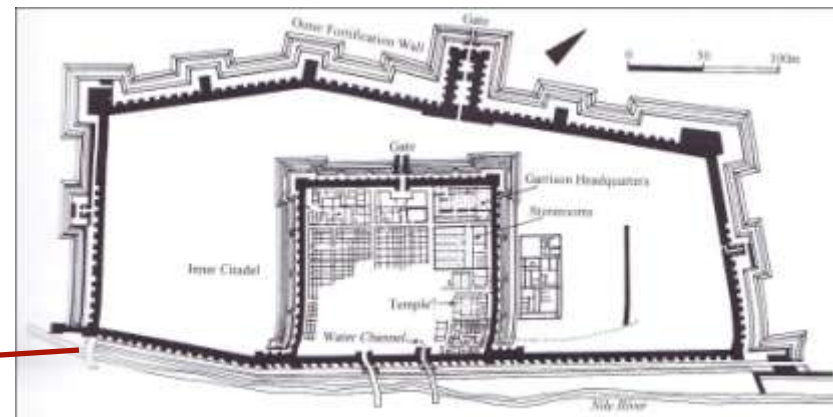 Gate
Outer Fortification Wall
0 50 100m
Gate
Garrison Headquarters
Storerooms
Inner Citadel
Temple
Water Channel
Nile River